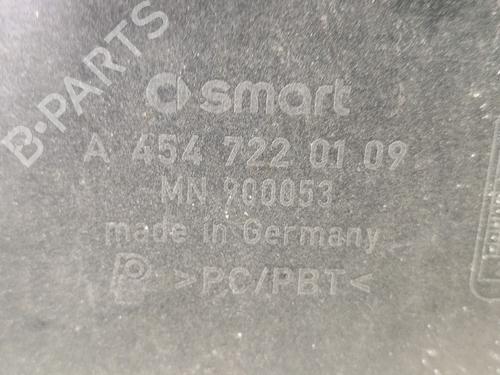 B-PARTS
smart
A 454 722 01 09
MN 900053
made in Germany
>PC/PBT<